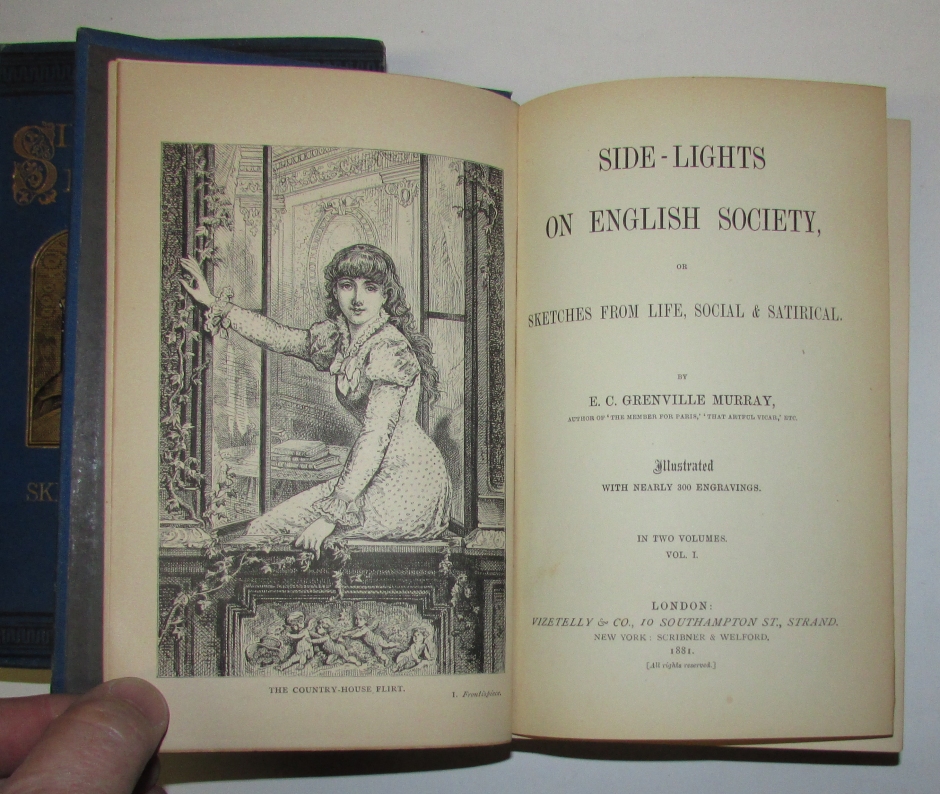 THE COUNTRY-HOUSE FLIRT.
I. Frontispiece.
SIDE-LIGHTS
ON ENGLISH SOCIETY,
OR
SKETCHES FROM LIFE, SOCIAL & SATIRICAL.
BY
E. C. GRENVILLE MURRAY,
AUTHOR OF 'THE MEMBER FOR PARIS,' 'THAT ARTFUL VICAR,' ETC.
Illustrated
WITH NEARLY 300 ENGRAVINGS.
IN TWO VOLUMES.
VOL. I.
LONDON:
VIZETELLY & CO., 10 SOUTHAMPTON ST., STRAND.
NEW YORK: SCRIBNER & WELFORD,
1881.
[All rights reserved.]